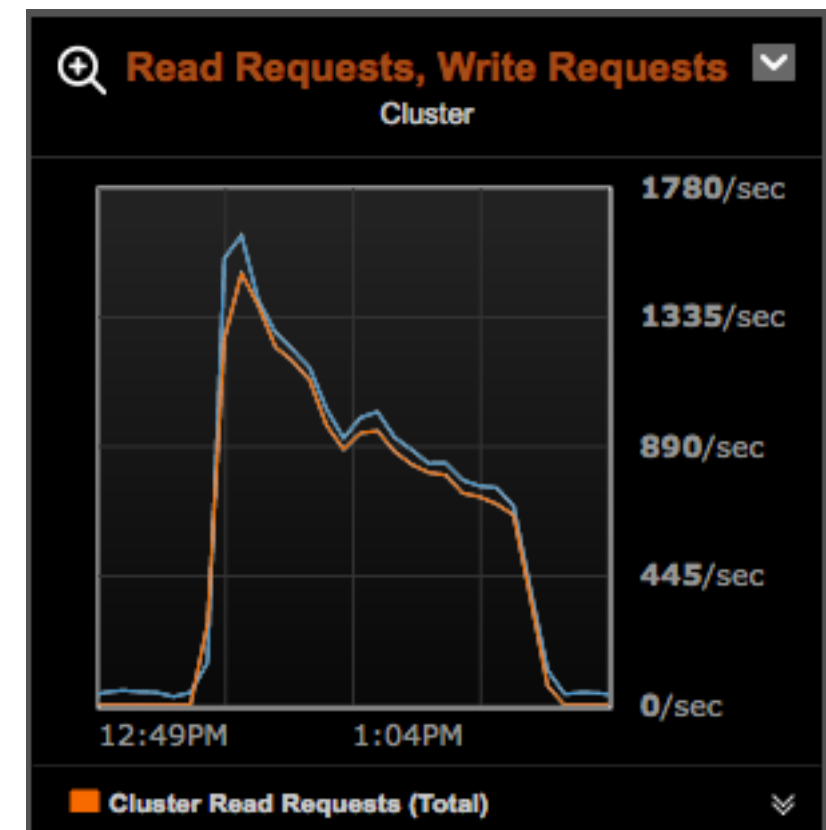 Read Requests, Write Requests
Cluster
1780/sec
1335/sec
890/sec
445/sec
0/sec
12:49PM 1:04PM
Cluster Read Requests (Total)